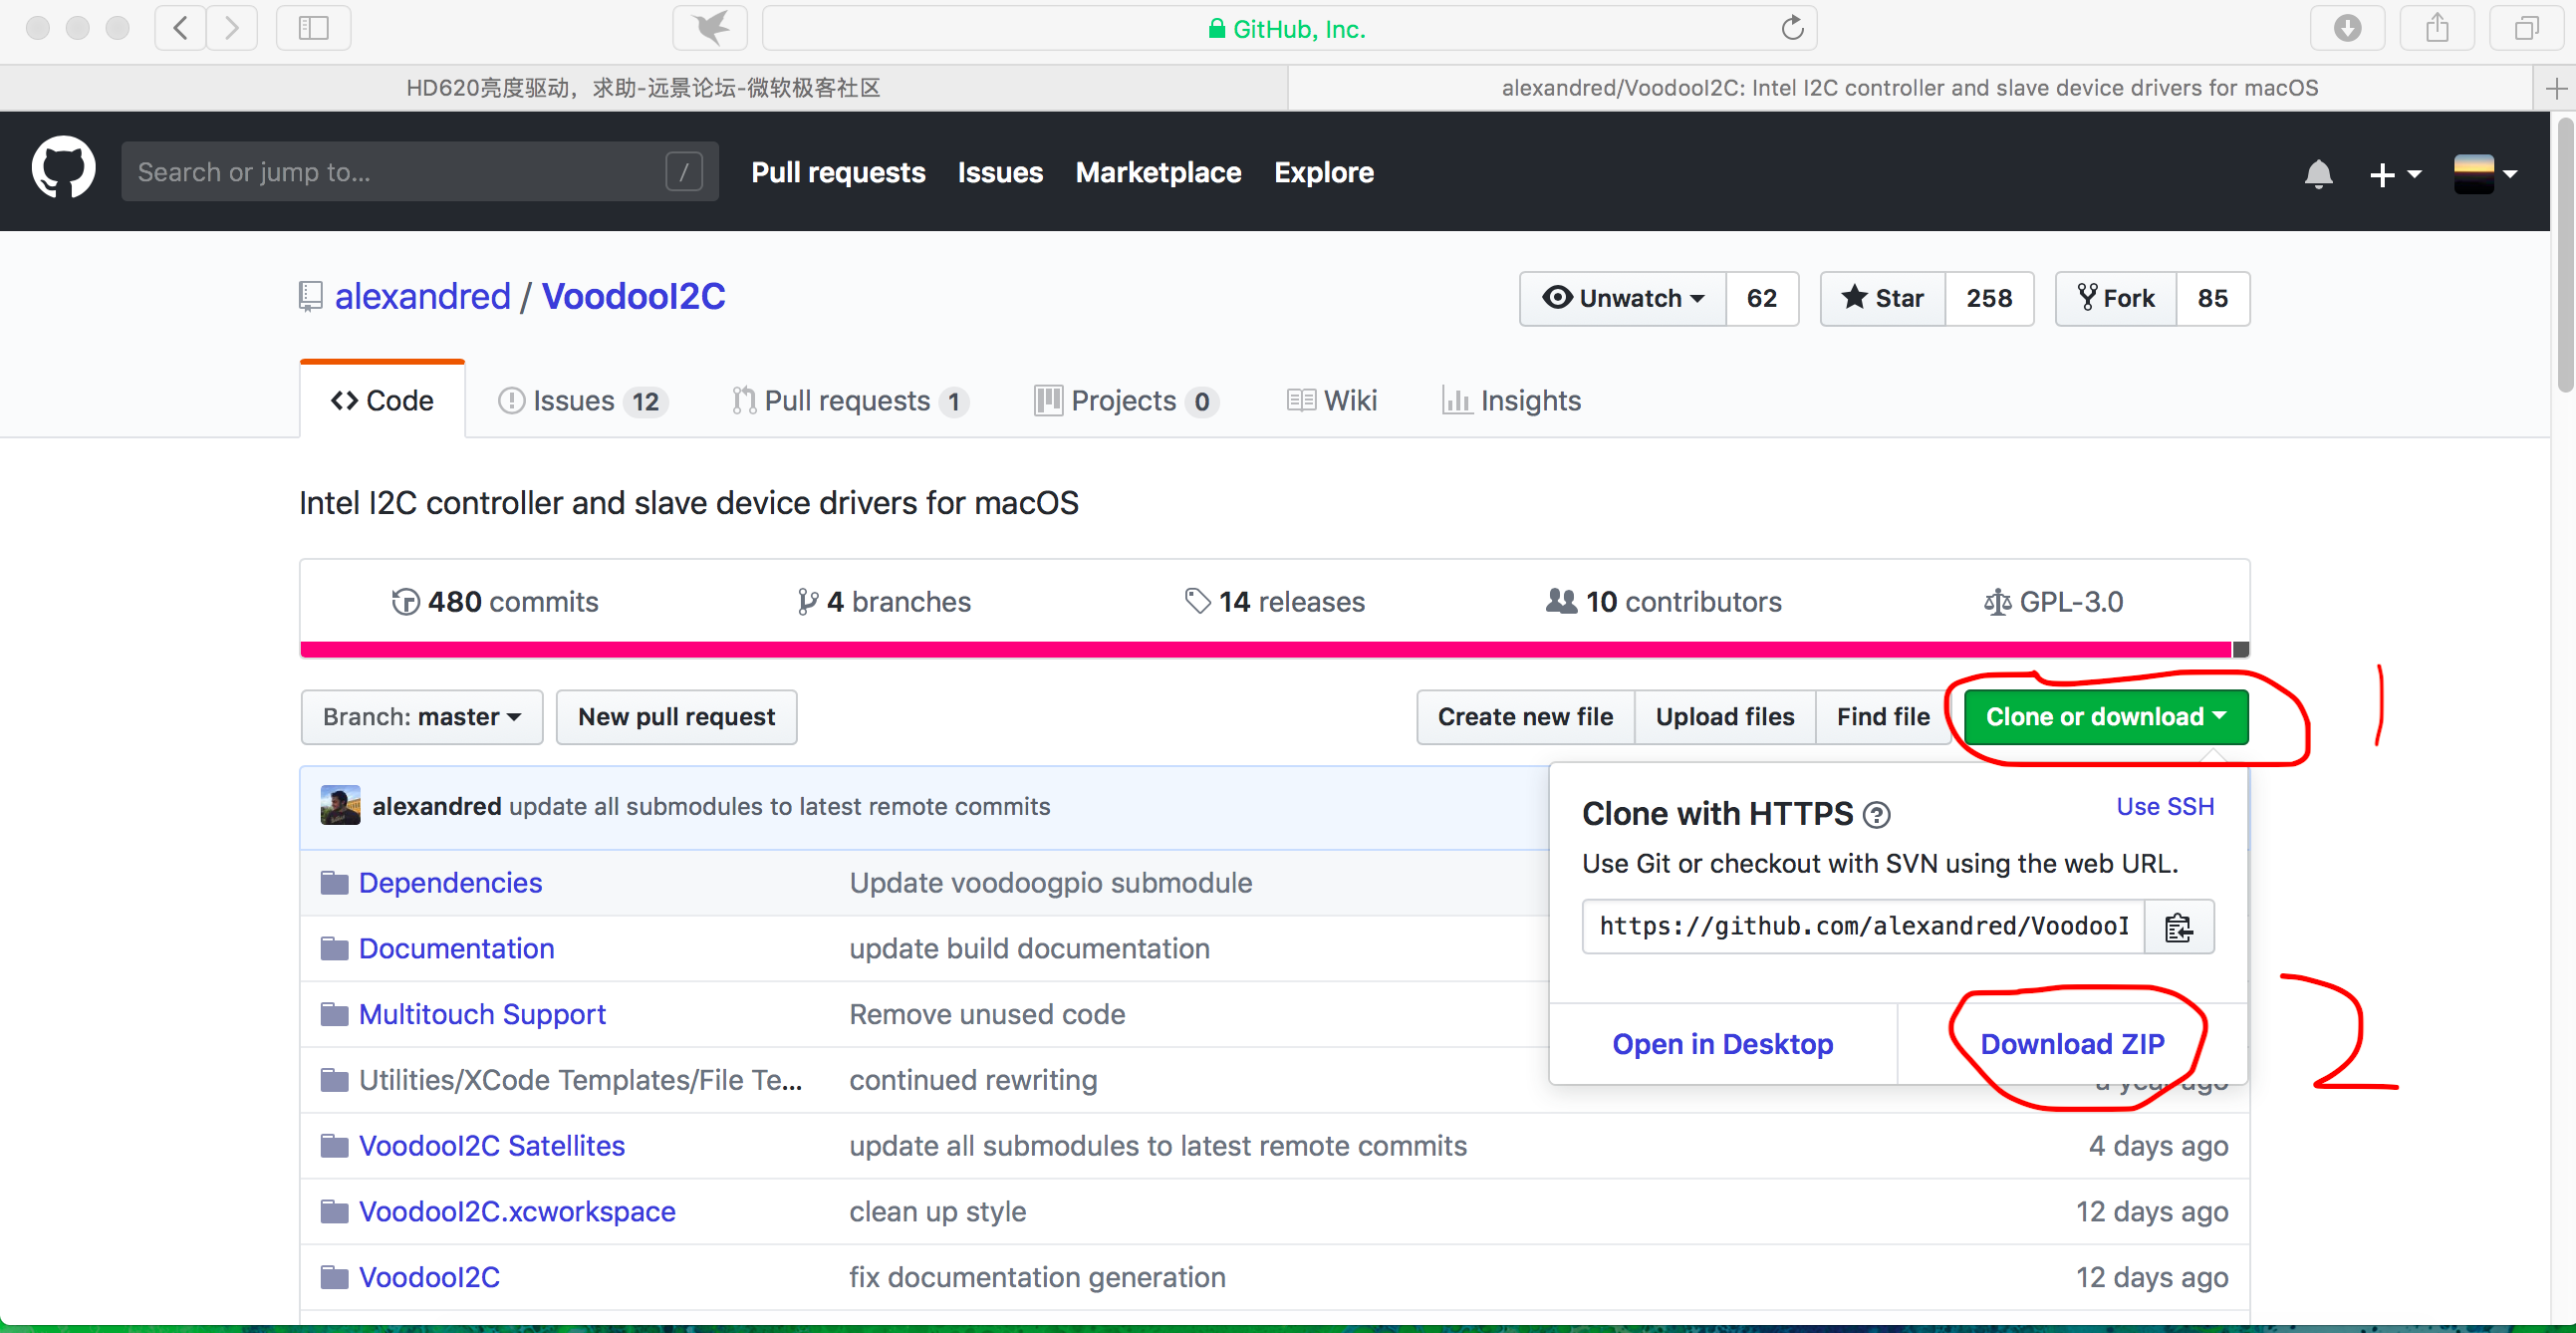 GitHub, Inc.
HD620亮度驱动，求助-远景论坛-微软极客社区
alexandred/VoodooI2C: Intel I2C controller and slave device drivers for macOS
Search or jump to...
/
Pull requests
Issues
Marketplace
Explore
alexandred / VoodooI2C
Unwatch 62
Star 258
Fork 85
Code
Issues 12
Pull requests 1
Projects 0
Wiki
Insights
Intel I2C controller and slave device drivers for macOS
480 commits
4 branches
14 releases
10 contributors
GPL-3.0
Branch: master
New pull request
Create new file
Upload files
Find file
Clone or download
1
alexandred update all submodules to latest remote commits
Clone with HTTPS
Use SSH
Use Git or checkout with SVN using the web URL.
https://github.com/alexandred/VoodooI
Open in Desktop
Download ZIP
2
Dependencies Update voodoogpio submodule
Documentation update build documentation
Multitouch Support Remove unused code
Utilities/XCode Templates/File Te... continued rewriting a year ago
VoodooI2C Satellites update all submodules to latest remote commits 4 days ago
VoodooI2C.xcworkspace clean up style 12 days ago
VoodooI2C fix documentation generation 12 days ago